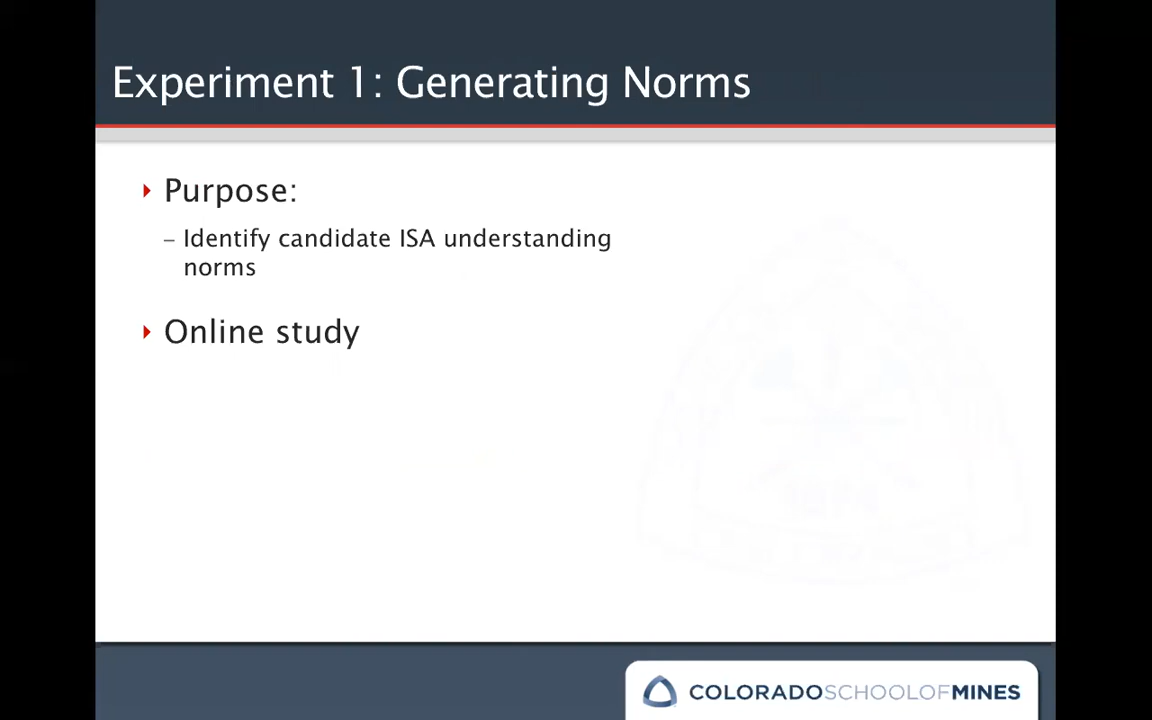 Experiment 1: Generating Norms
Purpose:
– Identify candidate ISA understanding
norms
Online study
COLORADOSCHOOLOFMINES